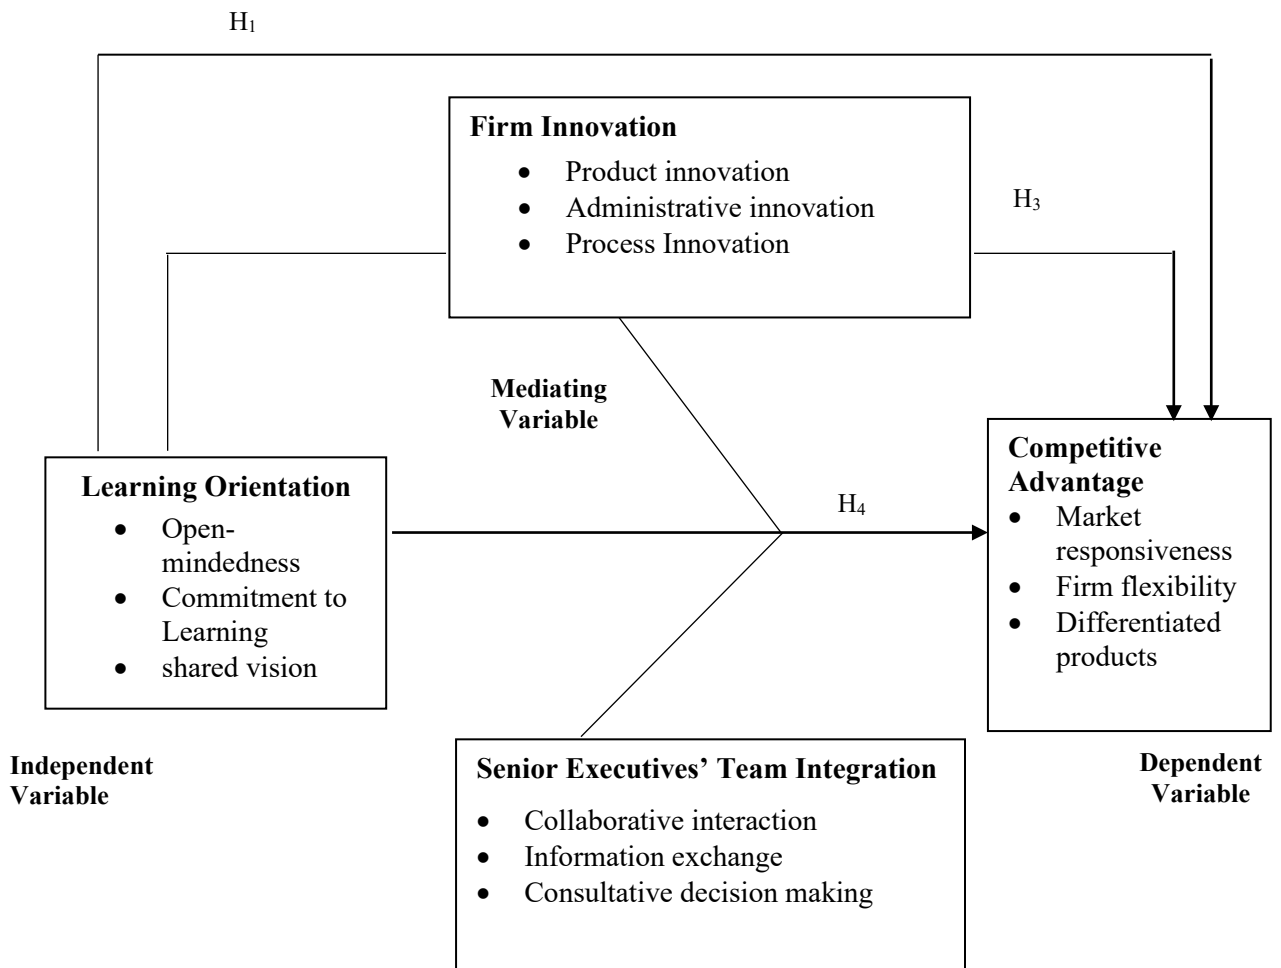 H₁
Firm Innovation
• Product innovation
• Administrative innovation
• Process Innovation
H₃
Mediating
Variable
Learning Orientation
• Open-
mindedness
• Commitment to
Learning
• shared vision
H₄
Competitive
Advantage
• Market
responsiveness
• Firm flexibility
• Differentiated
products
Independent
Variable
Senior Executives’ Team Integration
• Collaborative interaction
• Information exchange
• Consultative decision making
Dependent
Variable